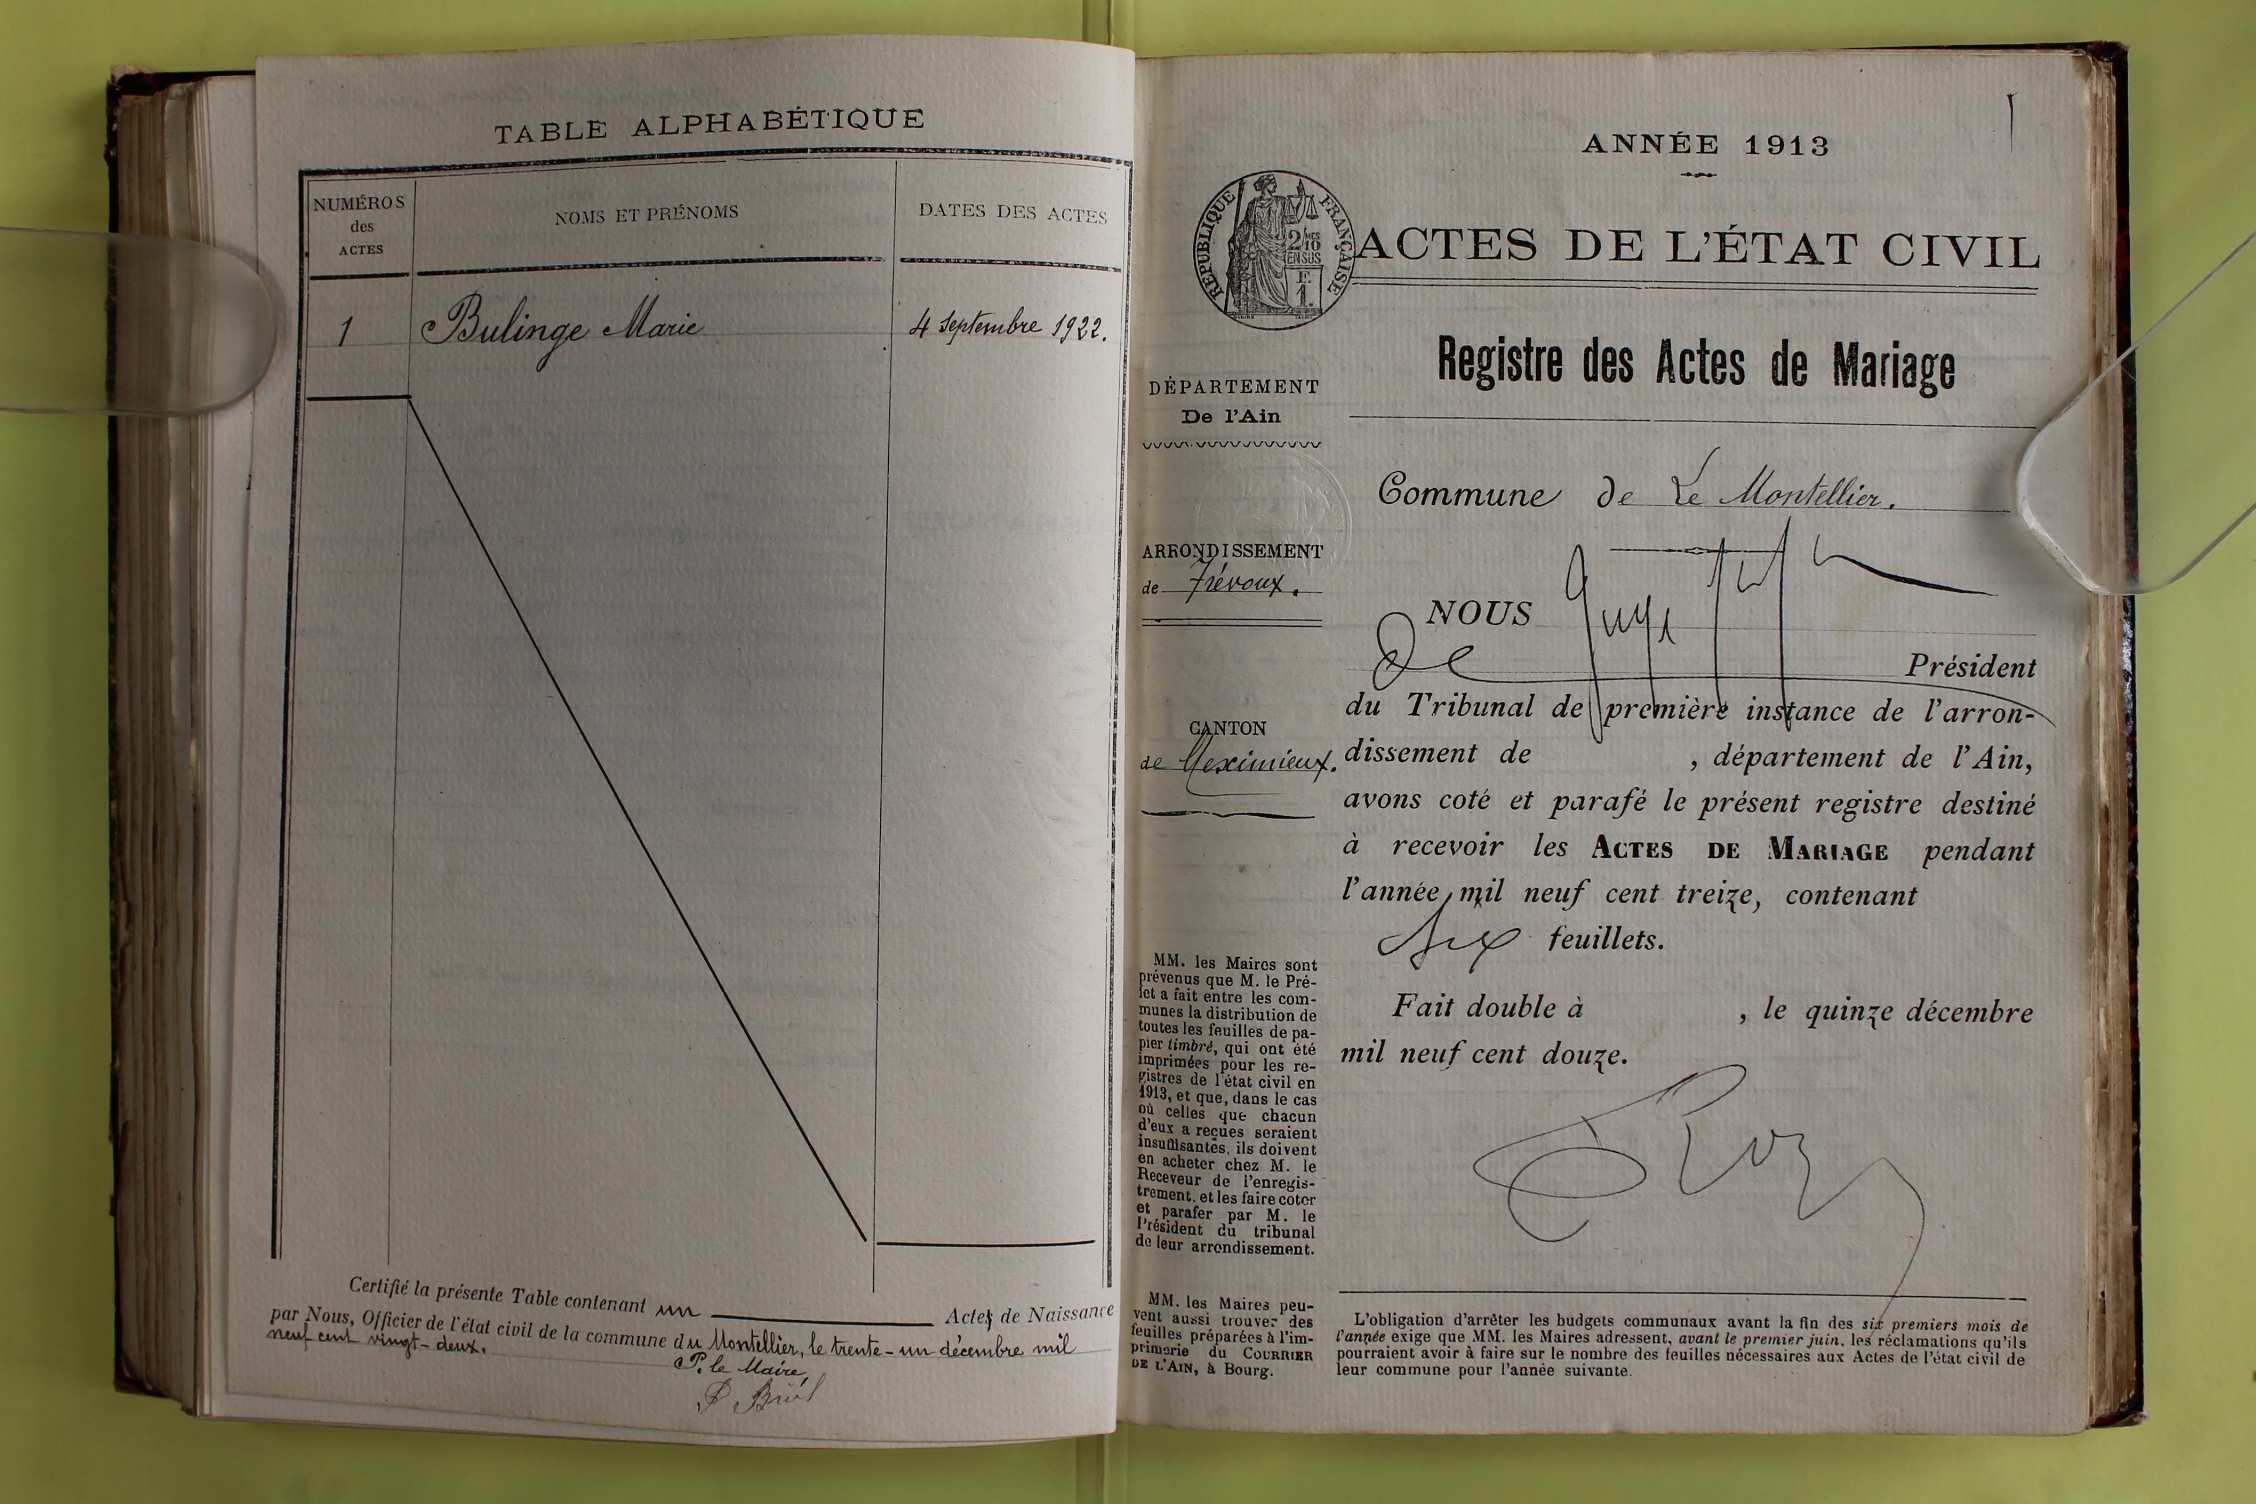 TABLE ALPHABÉTIQUE
NUMÉROS
des
ACTES
NOMS ET PRÉNOMS
DATES DES ACTES
1 Bulinge Marie 4 Septembre 1922.
Certifié la présente Table contenant un Actes de Naissance
par Nous, Officier de l'état civil de la commune du Montellier, le trente-un décembre mil
neuf cent vingt-deux.
P. le Maire,
1
ANNÉE 1913
RÉPUBLIQUE FRANÇAISE
2/10
EN SUS
F.
1.
ACTES DE L'ÉTAT CIVIL
Registre des Actes de Mariage
DÉPARTEMENT
De l'Ain
ARRONDISSEMENT
de Trévoux.
CANTON
de Meximieux.
MM. les Maires sont
prévenus que M. le Pré-
fet a fait entre les com-
munes la distribution de
toutes les feuilles de pa-
pier timbré, qui ont été
imprimées pour les re-
gistres de l'état civil en
1913, et que, dans le cas
où celles que chacun
d'eux a reçues seraient
insuffisantes, ils doivent
en acheter chez M. le
Receveur de l'enregis-
trement, et les faire coter
et parafer par M. le
Président du tribunal
de leur arrondissement.
MM. les Maires peu-
vent aussi trouver des
feuilles préparées à l'im-
primerie du COURRIER
DE L'AIN, à Bourg.
Commune de Le Montellier.
NOUS
Président
du Tribunal de première instance de l'arron-
dissement de , département de l'Ain,
avons coté et parafé le présent registre destiné
à recevoir les ACTES DE MARIAGE pendant
l'année mil neuf cent treize, contenant
six feuillets.
Fait double à , le quinze décembre
mil neuf cent douze.
L'obligation d'arrêter les budgets communaux avant la fin des six premiers mois de
l'année exige que MM. les Maires adressent, avant le premier juin, les réclamations qu'ils
pourraient avoir à faire sur le nombre des feuilles nécessaires aux Actes de l'état civil de
leur commune pour l'année suivante.